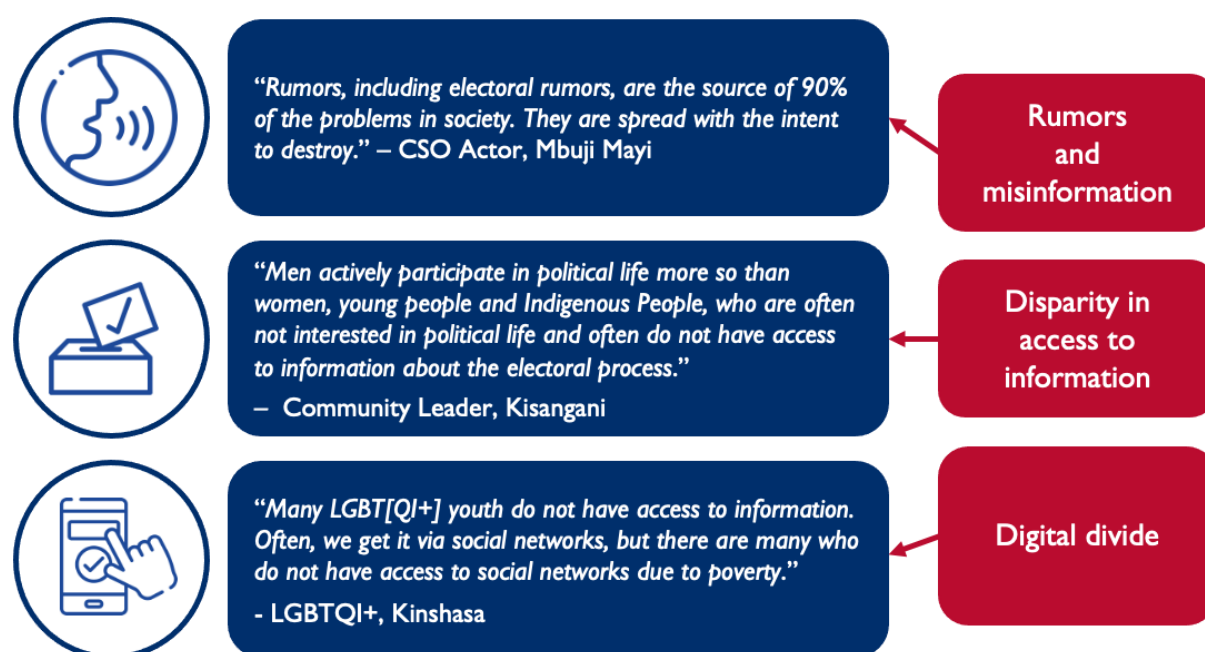 “Rumors, including electoral rumors, are the source of 90%
of the problems in society. They are spread with the intent
to destroy.” – CSO Actor, Mbuji Mayi
Rumors
and
misinformation
“Men actively participate in political life more so than
women, young people and Indigenous People, who are often
not interested in political life and often do not have access
to information about the electoral process.”
– Community Leader, Kisangani
Disparity in
access to
information
“Many LGBT[QI+] youth do not have access to information.
Often, we get it via social networks, but there are many who
do not have access to social networks due to poverty.”
- LGBTQI+, Kinshasa
Digital divide